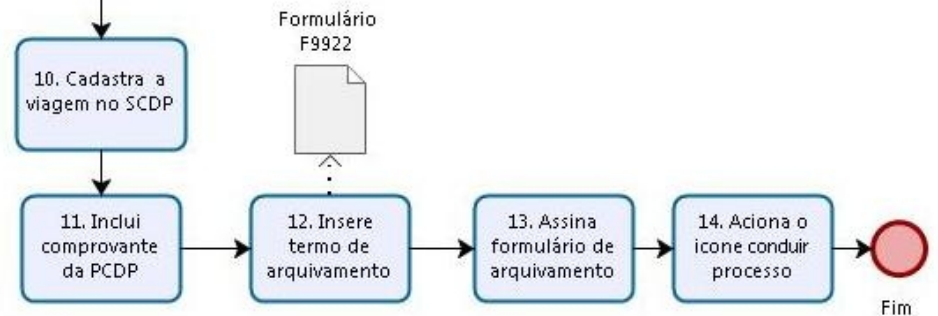 Formulário
F9922
10. Cadastra a
viagem no SCDP
11. Inclui
comprovante
da PCDP
12. Insere
termo de
arquivamento
13. Assina
formulário de
arquivamento
14. Aciona o
icone conduir
processo
Fim